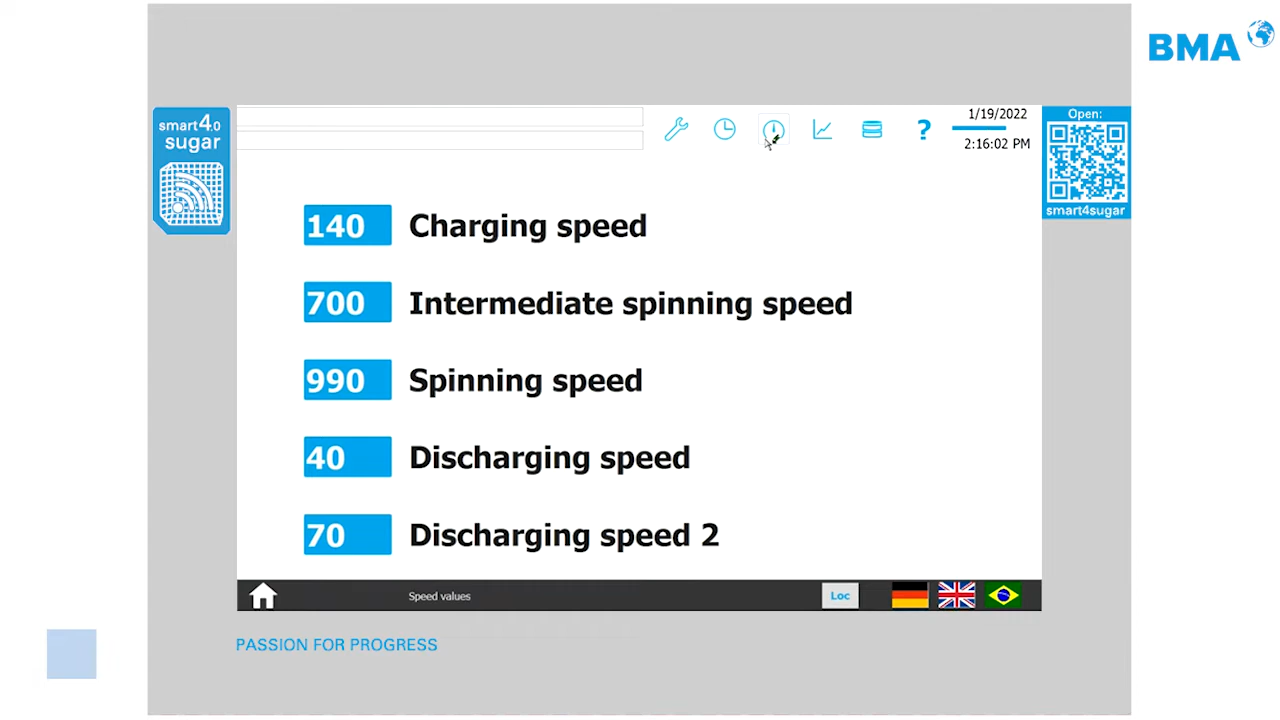 BMA
smart4.0
sugar
1/19/2022
2:16:02 PM
Open:
smart4sugar
140 Charging speed
700 Intermediate spinning speed
990 Spinning speed
40 Discharging speed
70 Discharging speed 2
Speed values
Loc
PASSION FOR PROGRESS